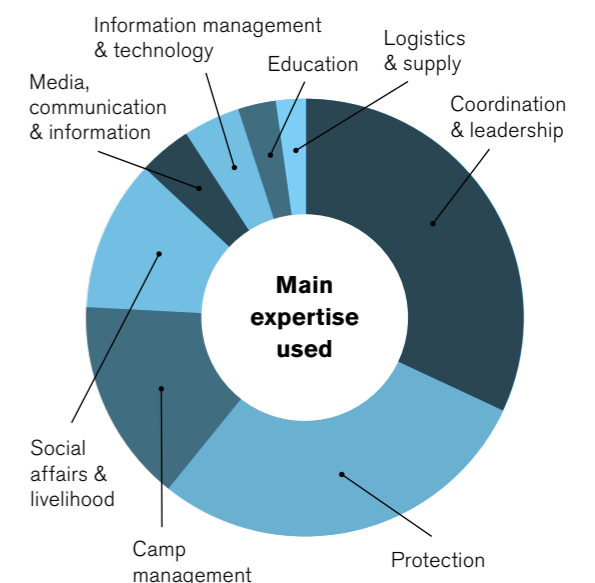 Information management
& technology
Logistics
& supply
Education
Media,
communication
& information
Coordination
& leadership
Main
expertise
used
Social
affairs &
livelihood
Camp
management
Protection